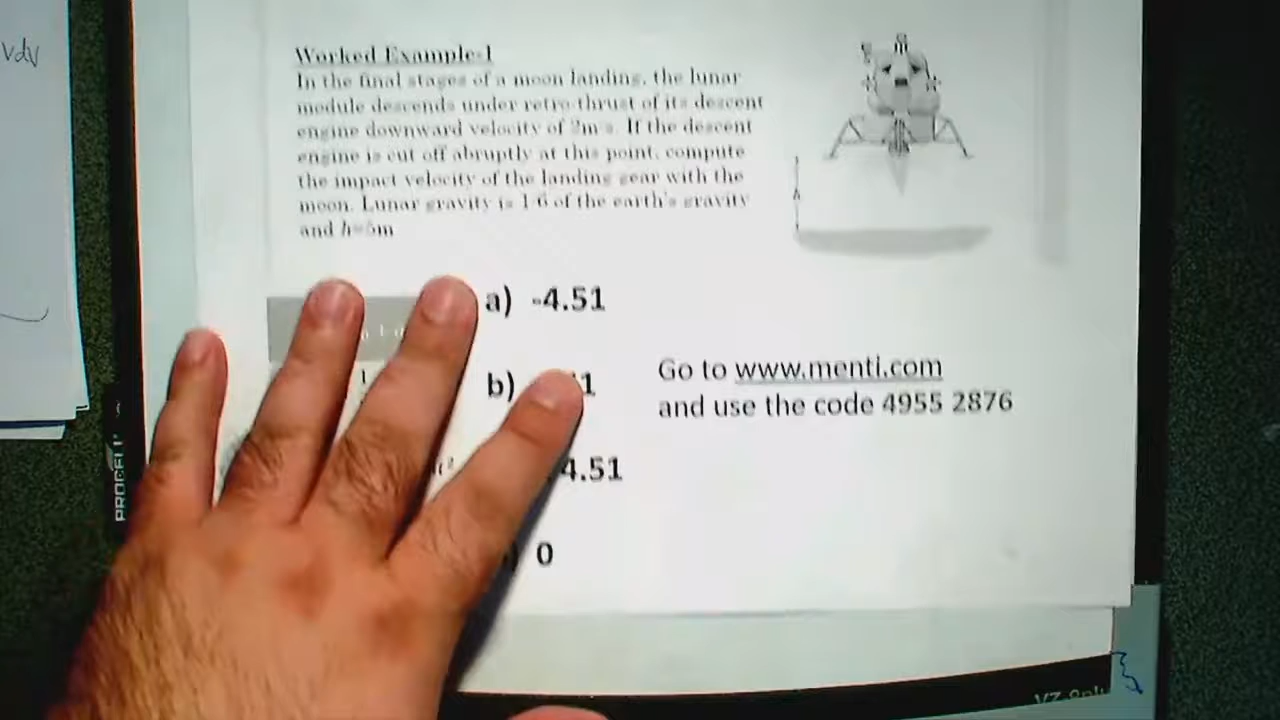 vdv
Worked Example-1
In the final stages of a moon landing, the lunar
module descends under retro-thrust of its descent
engine downward velocity of 2m/s. If the descent
engine is cut off abruptly at this point, compute
the impact velocity of the landing gear with the
moon. Lunar gravity is 1/6 of the earth's gravity
and h=5m
h
a) -4.51
b)
4.51
0
Go to www.menti.com
and use the code 4955 2876